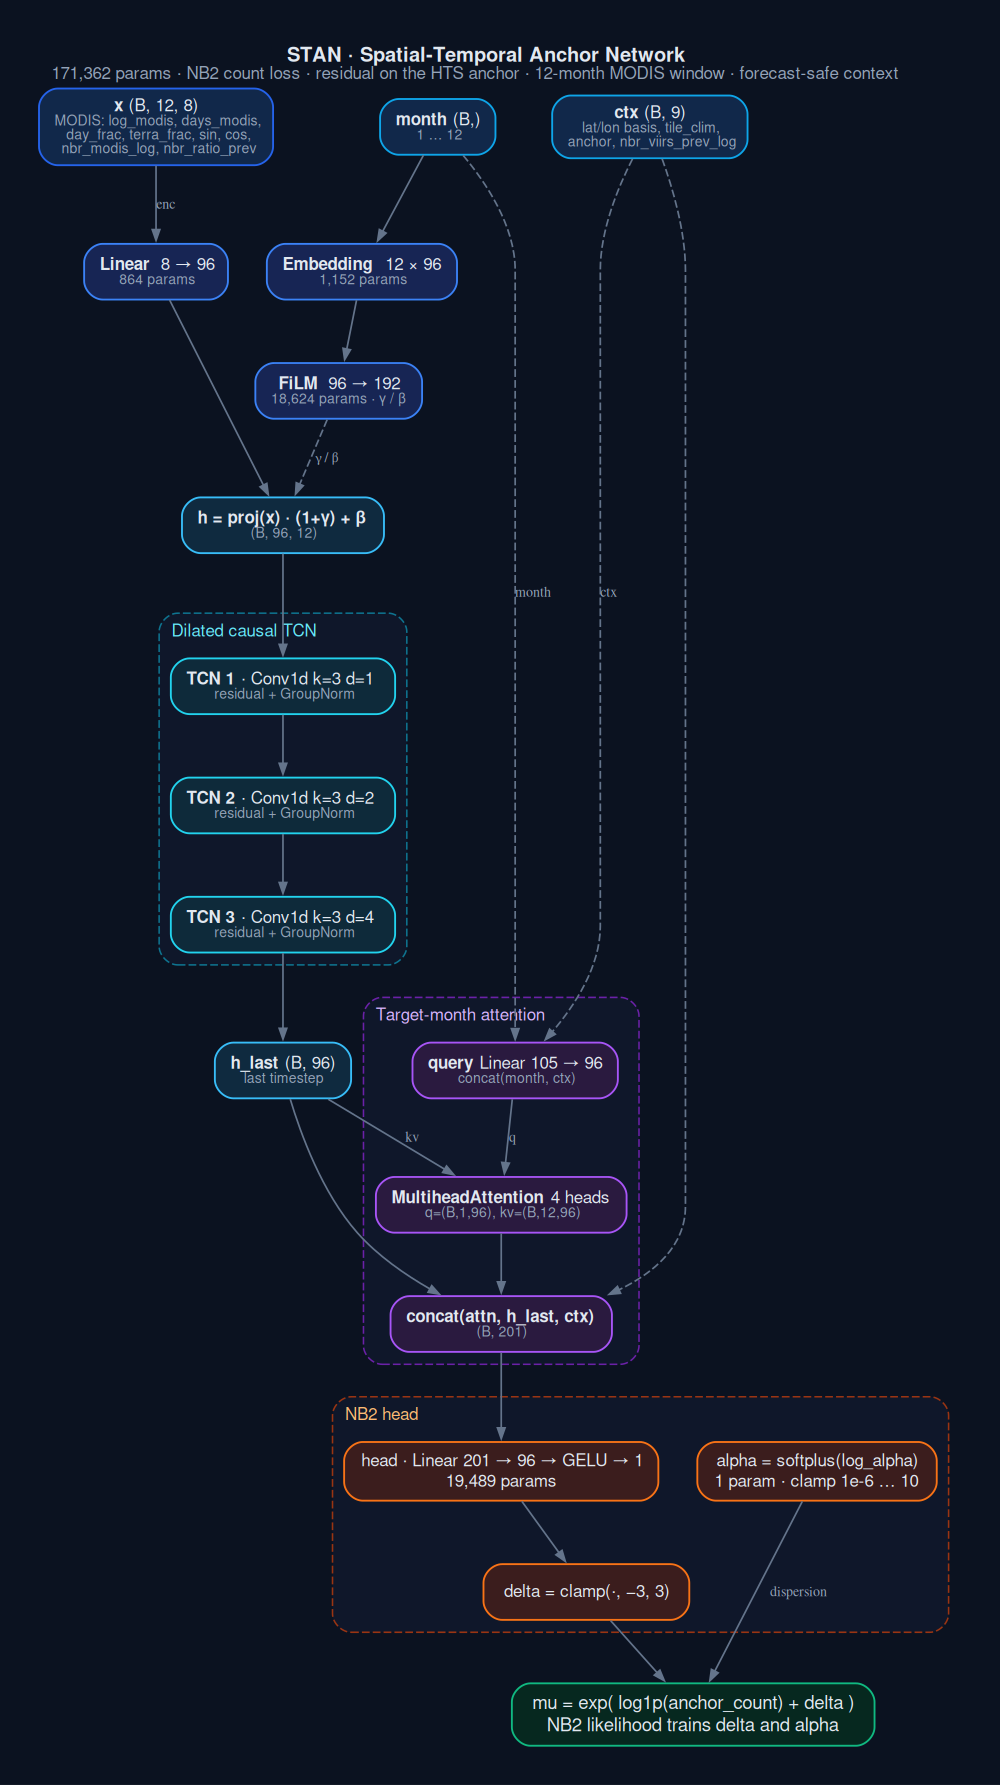 STAN · Spatial-Temporal Anchor Network
171,362 params · NB2 count loss · residual on the HTS anchor · 12-month MODIS window · forecast-safe context
x (B, 12, 8)
MODIS: log_modis, days_modis,
day_frac, terra_frac, sin, cos,
nbr_modis_log, nbr_ratio_prev
month (B,)
1 … 12
ctx (B, 9)
lat/lon basis, tile_clim,
anchor, nbr_viirs_prev_log
enc
Linear 8 → 96
864 params
Embedding 12 × 96
1,152 params
FiLM 96 → 192
18,624 params · γ / β
γ / β
h = proj(x) · (1+γ) + β
(B, 96, 12)
month
ctx
Dilated causal TCN
TCN 1 · Conv1d k=3 d=1
residual + GroupNorm
TCN 2 · Conv1d k=3 d=2
residual + GroupNorm
TCN 3 · Conv1d k=3 d=4
residual + GroupNorm
Target-month attention
h_last (B, 96)
last timestep
query Linear 105 → 96
concat(month, ctx)
kv
q
MultiheadAttention 4 heads
q=(B,1,96), kv=(B,12,96)
concat(attn, h_last, ctx)
(B, 201)
NB2 head
head · Linear 201 → 96 → GELU → 1
19,489 params
alpha = softplus(log_alpha)
1 param · clamp 1e-6 … 10
delta = clamp(·, −3, 3)
dispersion
mu = exp( log1p(anchor_count) + delta )
NB2 likelihood trains delta and alpha